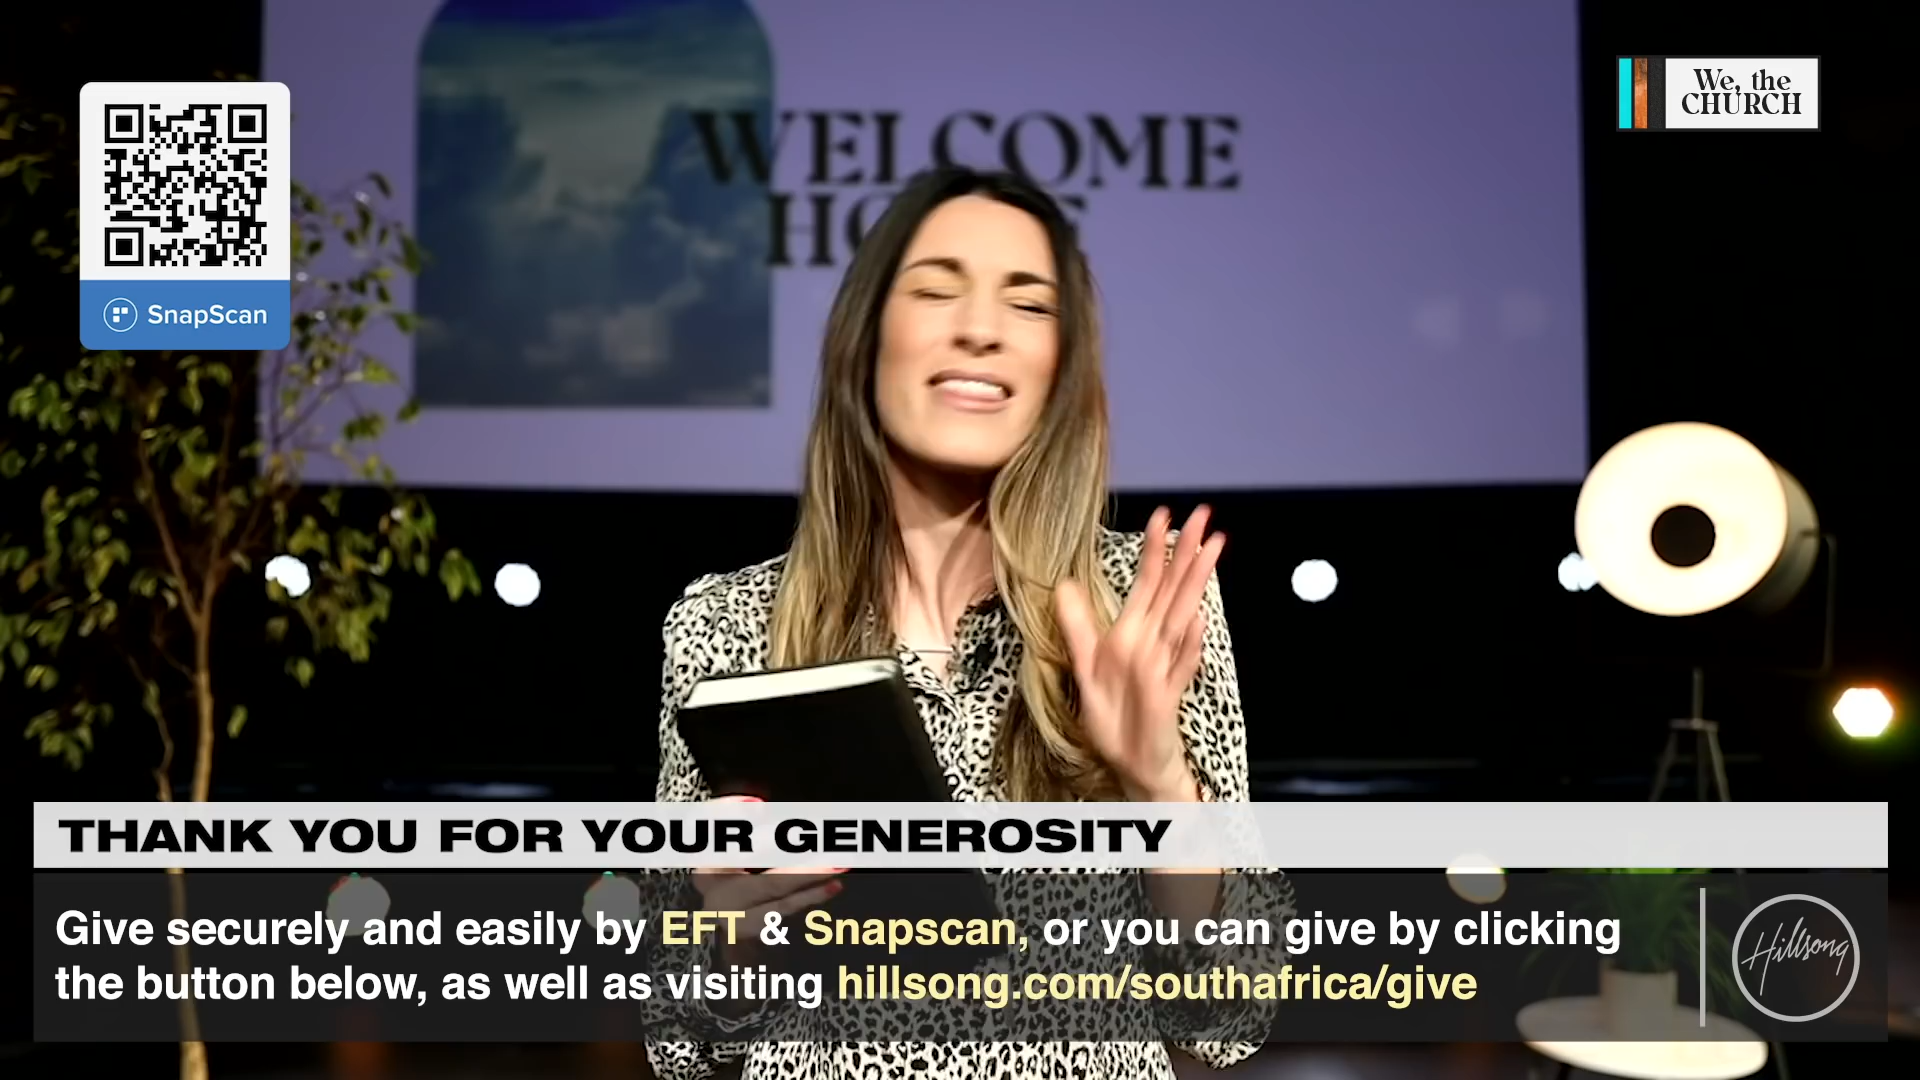 We, the
CHURCH
WELCOME
SnapScan
THANK YOU FOR YOUR GENEROSITY
Give securely and easily by EFT & Snapscan, or you can give by clicking
the button below, as well as visiting hillsong.com/southafrica/give
Hillsong